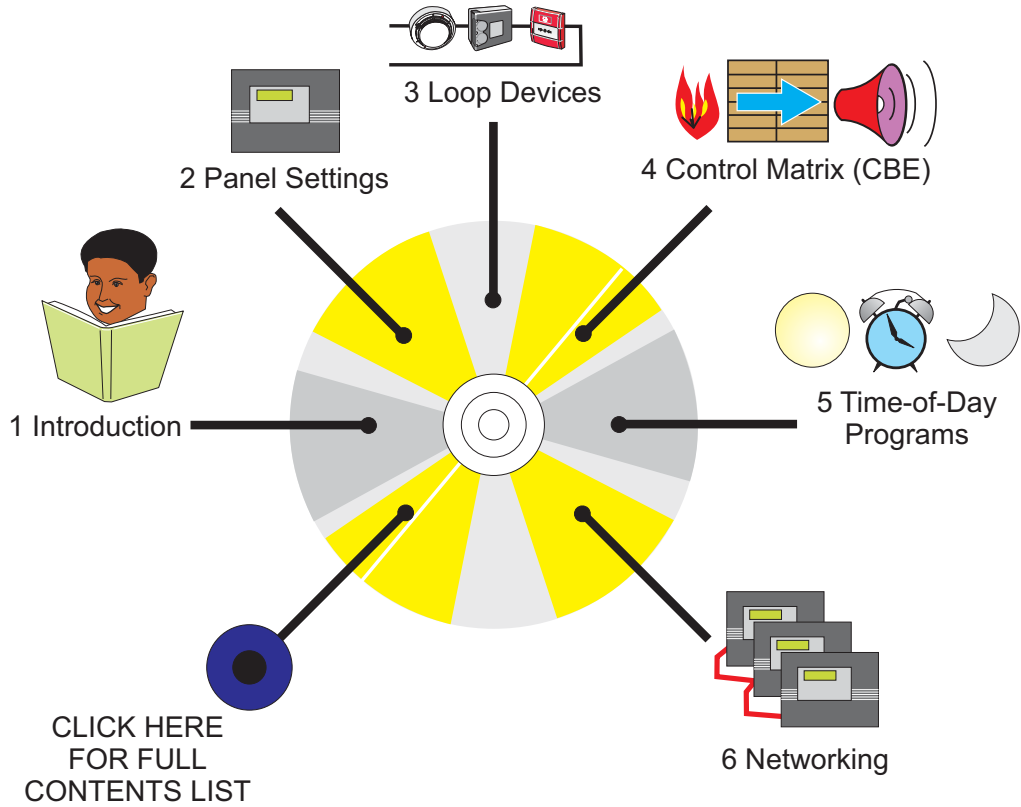 3 Loop Devices
2 Panel Settings
4 Control Matrix (CBE)
1 Introduction
5 Time-of-Day
Programs
CLICK HERE
FOR FULL
CONTENTS LIST
6 Networking